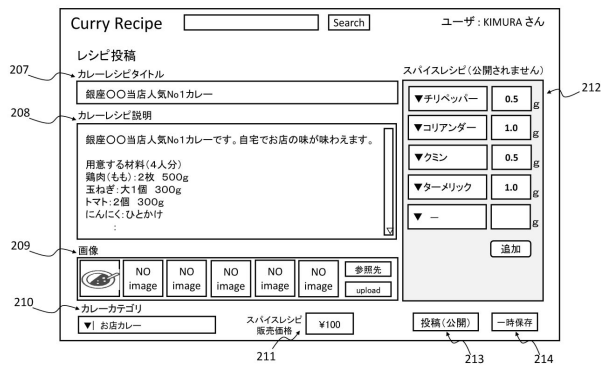 Curry Recipe
Search
ユーザ：KIMURA さん
レシピ投稿
207
カレーレシピタイトル
銀座〇〇当店人気No1カレー
208
カレーレシピ説明
銀座〇〇当店人気No1カレーです。自宅でお店の味が味わえます。
用意する材料（4人分）
鶏肉（もも）：2枚 500g
玉ねぎ：大1個 300g
トマト：2個 300g
にんにく：ひとかけ
：
209
画像
NO image
NO image
NO image
NO image
NO image
参照先
upload
210
カレーカテゴリ
▼| お店カレー
スパイスレシピ
販売価格
¥100
211
スパイスレシピ（公開されません）
212
▼チリペッパー 0.5 g
▼コリアンダー 1.0 g
▼クミン 0.5 g
▼ターメリック 1.0 g
▼ － g
追加
投稿（公開）
一時保存
213
214